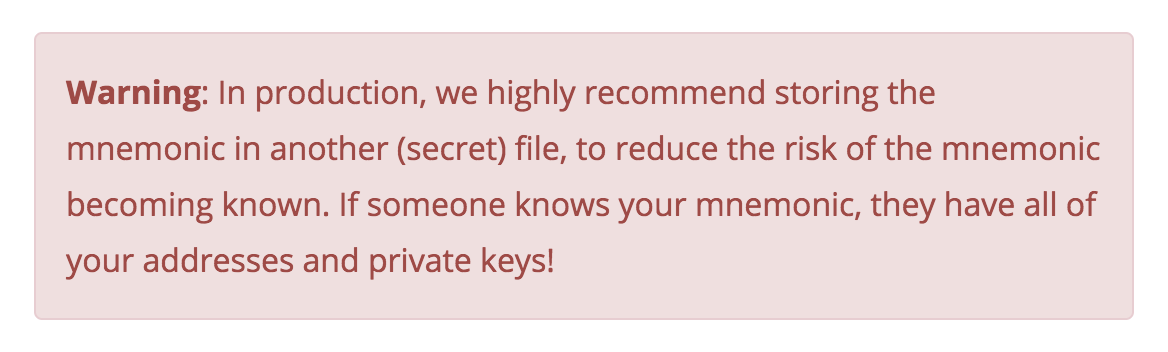 Warning: In production, we highly recommend storing the
mnemonic in another (secret) file, to reduce the risk of the mnemonic
becoming known. If someone knows your mnemonic, they have all of
your addresses and private keys!